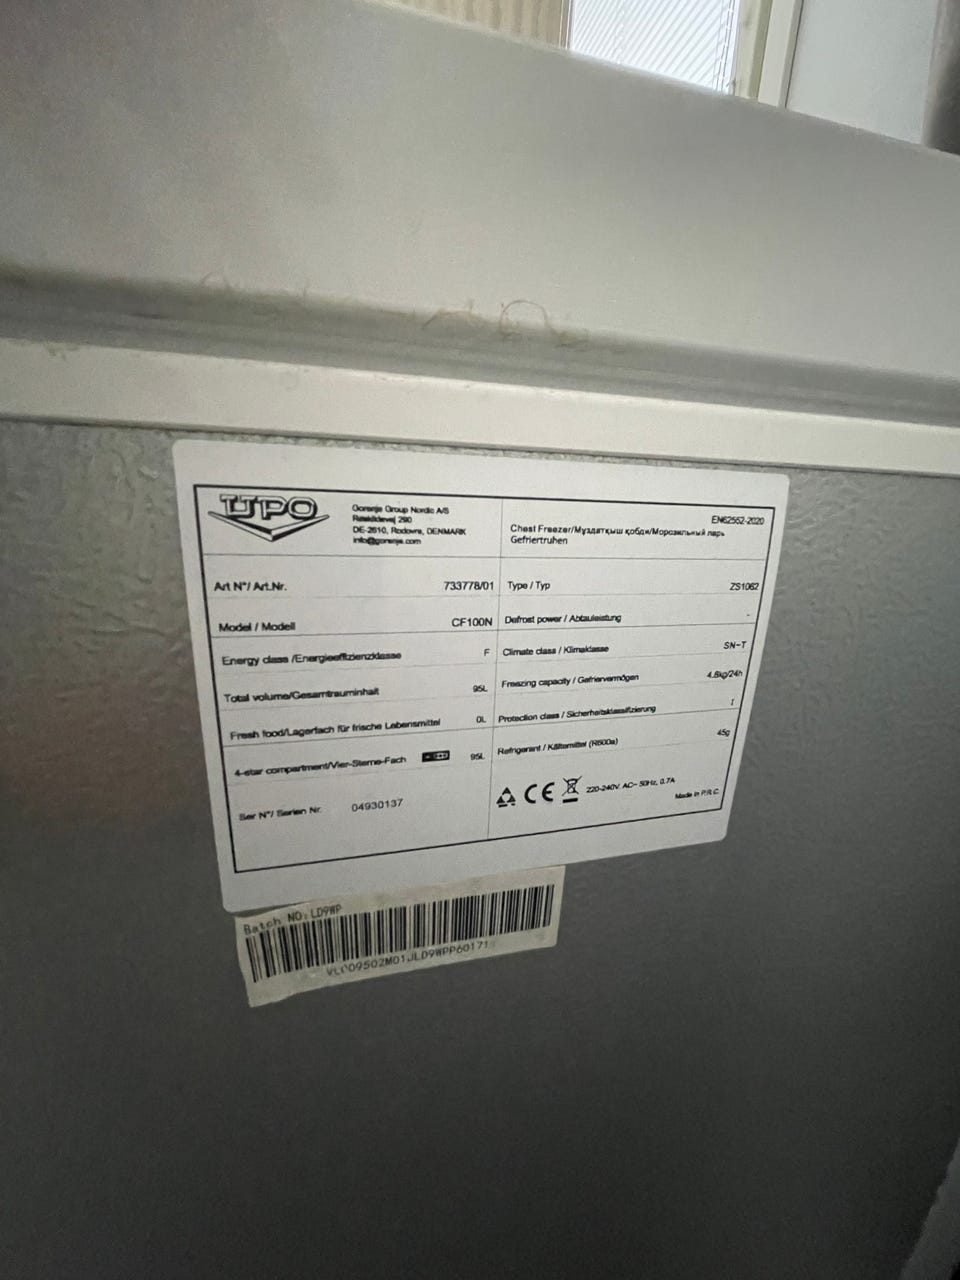 UPO
Gorenje Group Nordic A/S
Roskildevej 290
DE-2610, Rodovre, DENMARK
info@gorenje.com
EN62552-2020
Chest Freezer/Мұздатқыш қобди/Морозильный ларь
Gefriertruhen
Art N°/ Art.Nr. 733778/01
Type / Typ ZS1062
Model / Modell CF100N
Defrost power / Abtauleistung -
Energy class /Energieeffizienzklasse F
Climate class / Klimaklasse SN-T
Total volume/Gesamtrauminhalt 95L
Freezing capacity / Gefriervermögen 4.8kg/24h
Fresh food/Lagerfach für frische Lebensmittel 0L
Protection class / Sicherheitsklassifizierung I
4-star compartment/Vier-Sterne-Fach 95L
Refrigerant / Kältemittel (R600a) 45g
Ser N°/ Serien Nr. 04930137
CE 220-240V AC~ 50Hz, 0.7A
Made in P.R.C.
Batch NO: LD9WP